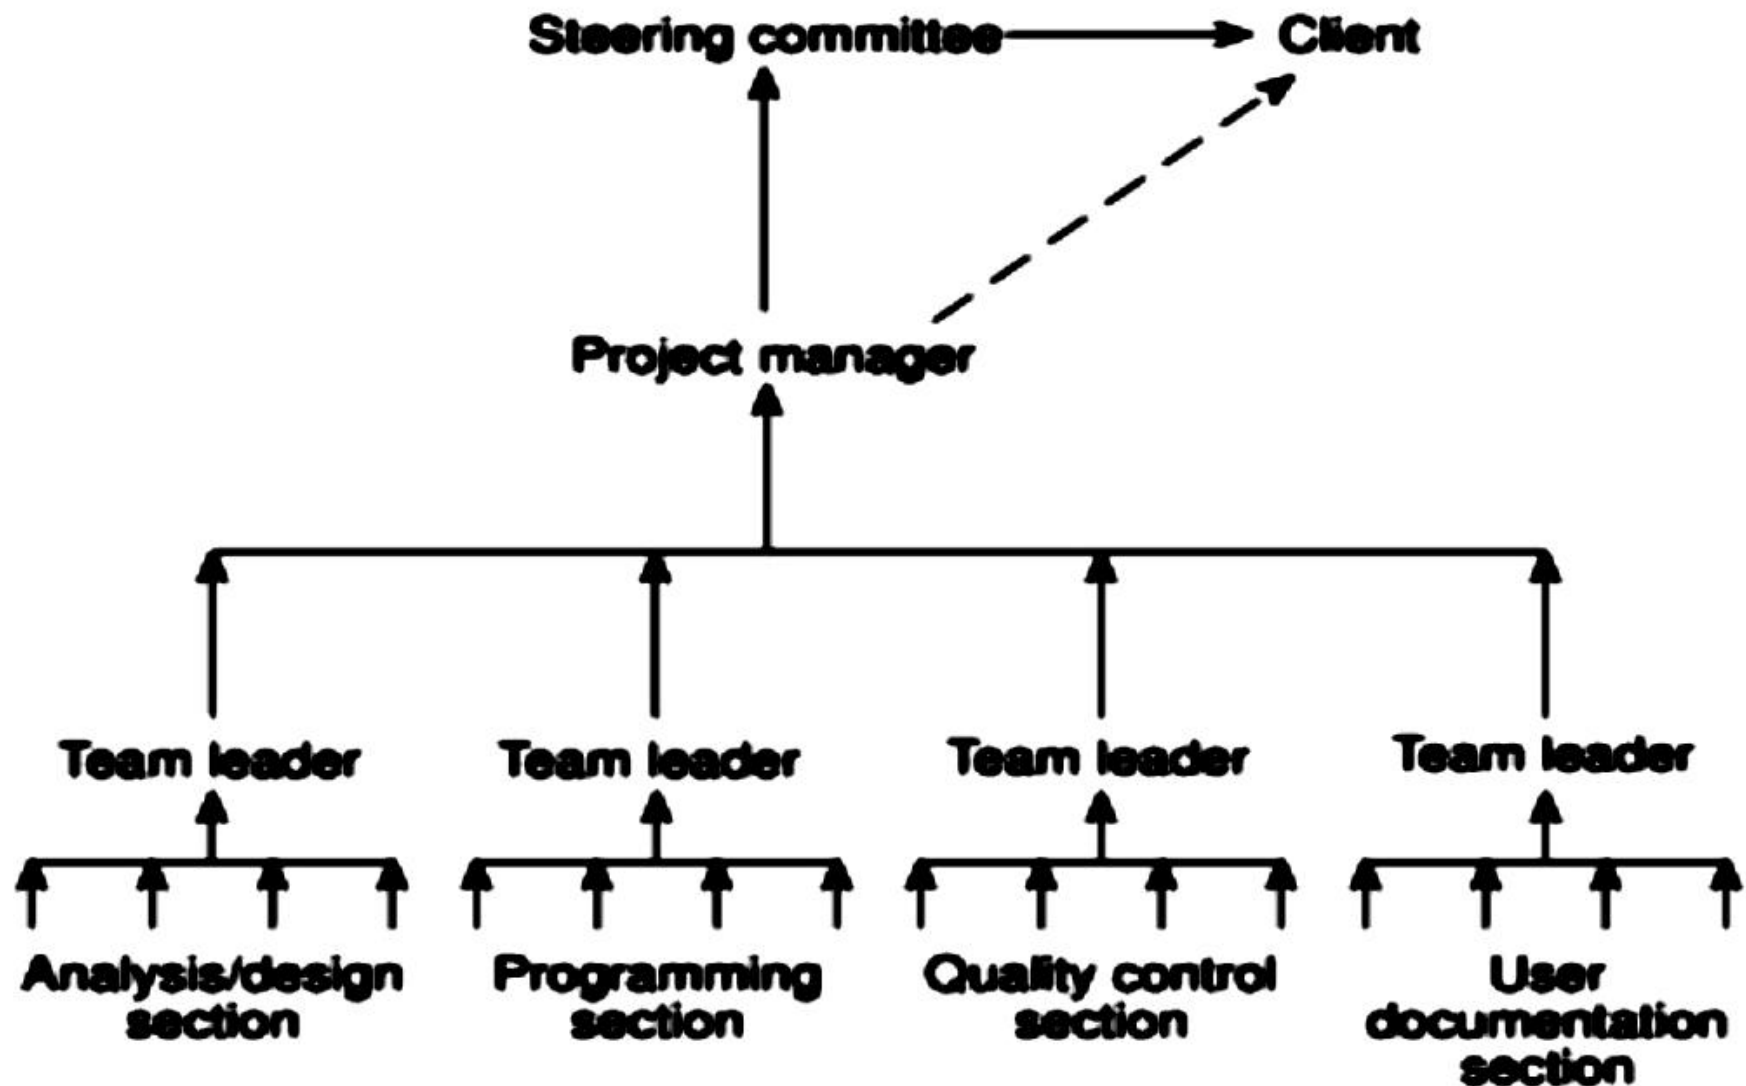 Steering committee Client
Project manager
Team leader Team leader Team leader Team leader
Analysis/design section
Programming section
Quality control section
User documentation section